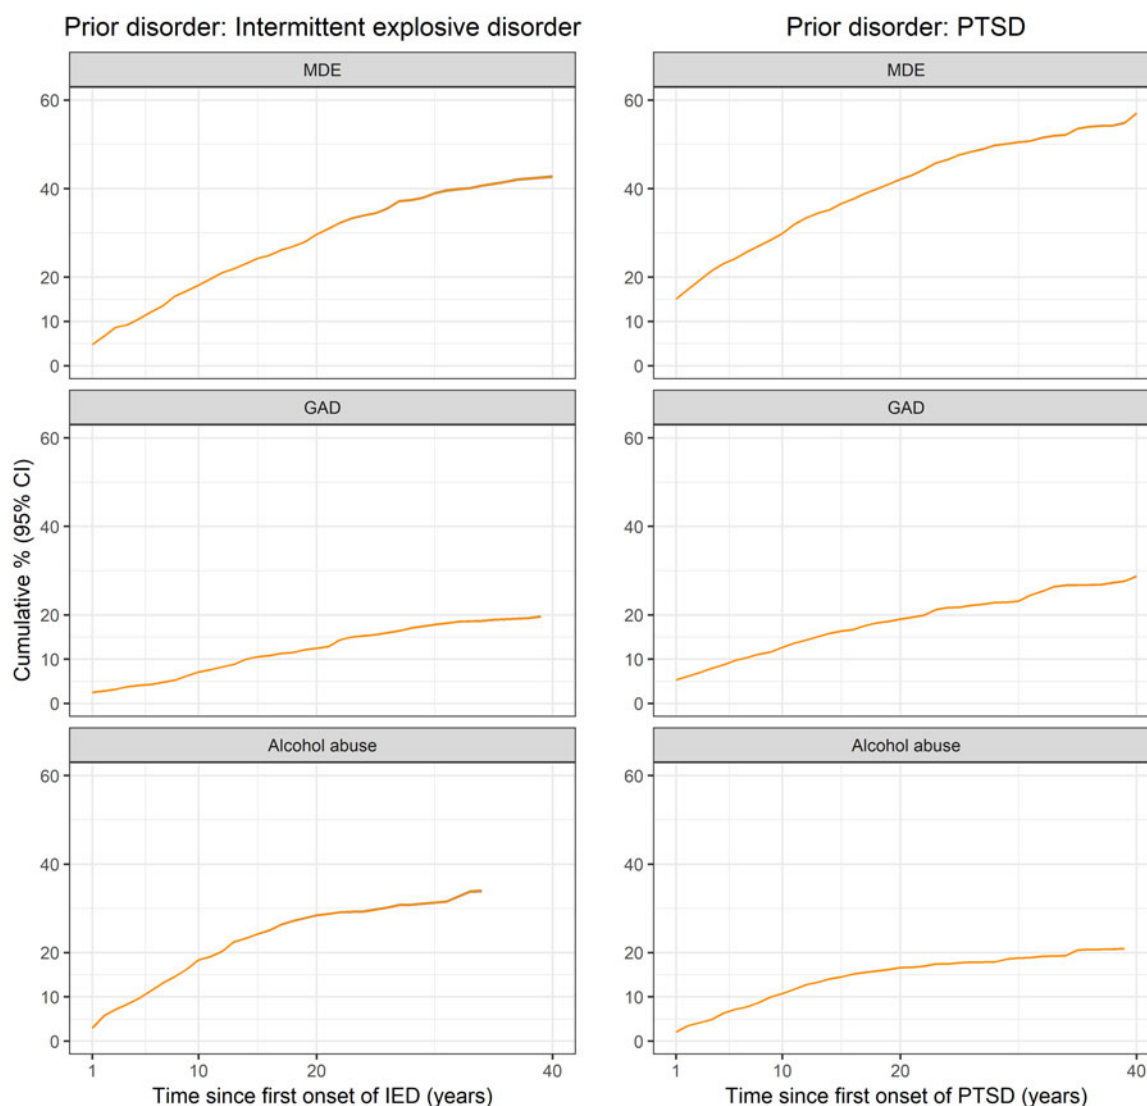 Prior disorder: Intermittent explosive disorder
MDE
60
40
20
10
0
GAD
60
40
20
10
0
Alcohol abuse
60
40
20
10
0
1 10 20 40
Time since first onset of IED (years)
Cumulative % (95% CI)
Prior disorder: PTSD
MDE
60
40
20
10
0
GAD
60
40
20
10
0
Alcohol abuse
60
40
20
10
0
1 10 20 40
Time since first onset of PTSD (years)